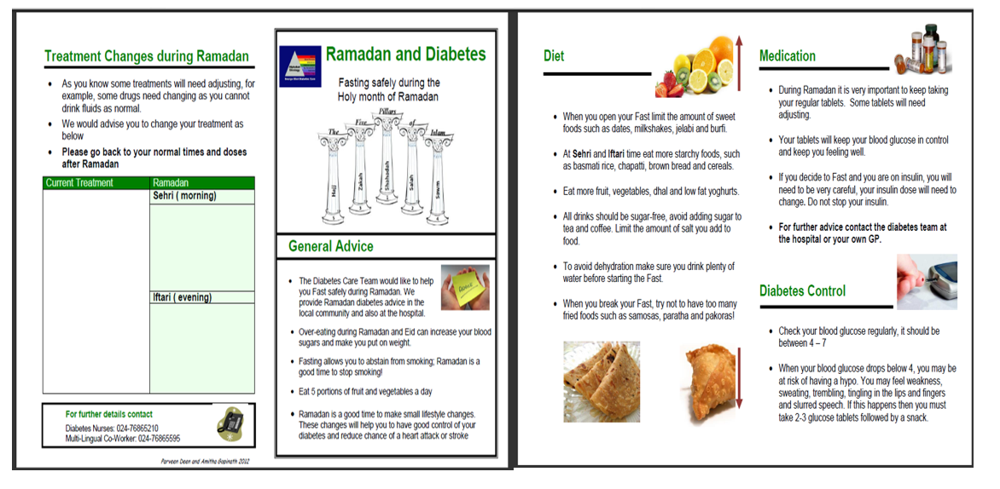 Treatment Changes during Ramadan
• As you know some treatments will need adjusting, for
example, some drugs need changing as you cannot
drink fluids as normal.
• We would advise you to change your treatment as
below
• Please go back to your normal times and doses
after Ramadan
Current Treatment
Ramadan
Sehri ( morning)
Iftari ( evening)
For further details contact
Diabetes Nurses: 024-76865210
Multi-Lingual Co-Worker: 024-76865595
Parveen Deen and Amitha Gopinath 2012
Ramadan and Diabetes
Fasting safely during the
Holy month of Ramadan
The Five Pillars of Islam
Hajj
Zakah
Shahadah
Salah
Sawm
General Advice
• The Diabetes Care Team would like to help
you Fast safely during Ramadan. We
provide Ramadan diabetes advice in the
local community and also at the hospital.
• Over-eating during Ramadan and Eid can increase your blood
sugars and make you put on weight.
• Fasting allows you to abstain from smoking; Ramadan is a
good time to stop smoking!
• Eat 5 portions of fruit and vegetables a day
• Ramadan is a good time to make small lifestyle changes.
These changes will help you to have good control of your
diabetes and reduce chance of a heart attack or stroke
Diet
• When you open your Fast limit the amount of sweet
foods such as dates, milkshakes, jelabi and burfi.
• At Sehri and Iftari time eat more starchy foods, such
as basmati rice, chapatti, brown bread and cereals.
• Eat more fruit, vegetables, dhal and low fat yoghurts.
• All drinks should be sugar-free, avoid adding sugar to
tea and coffee. Limit the amount of salt you add to
food.
• To avoid dehydration make sure you drink plenty of
water before starting the Fast.
• When you break your Fast, try not to have too many
fried foods such as samosas, paratha and pakoras!
Medication
• During Ramadan it is very important to keep taking
your regular tablets. Some tablets will need
adjusting.
• Your tablets will keep your blood glucose in control
and keep you feeling well.
• If you decide to Fast and you are on insulin, you will
need to be very careful, your insulin dose will need to
change. Do not stop your insulin.
• For further advice contact the diabetes team at
the hospital or your own GP.
Diabetes Control
• Check your blood glucose regularly, it should be
between 4 – 7
• When your blood glucose drops below 4, you may be
at risk of having a hypo. You may feel weakness,
sweating, trembling, tingling in the lips and fingers
and slurred speech. If this happens then you must
take 2-3 glucose tablets followed by a snack.